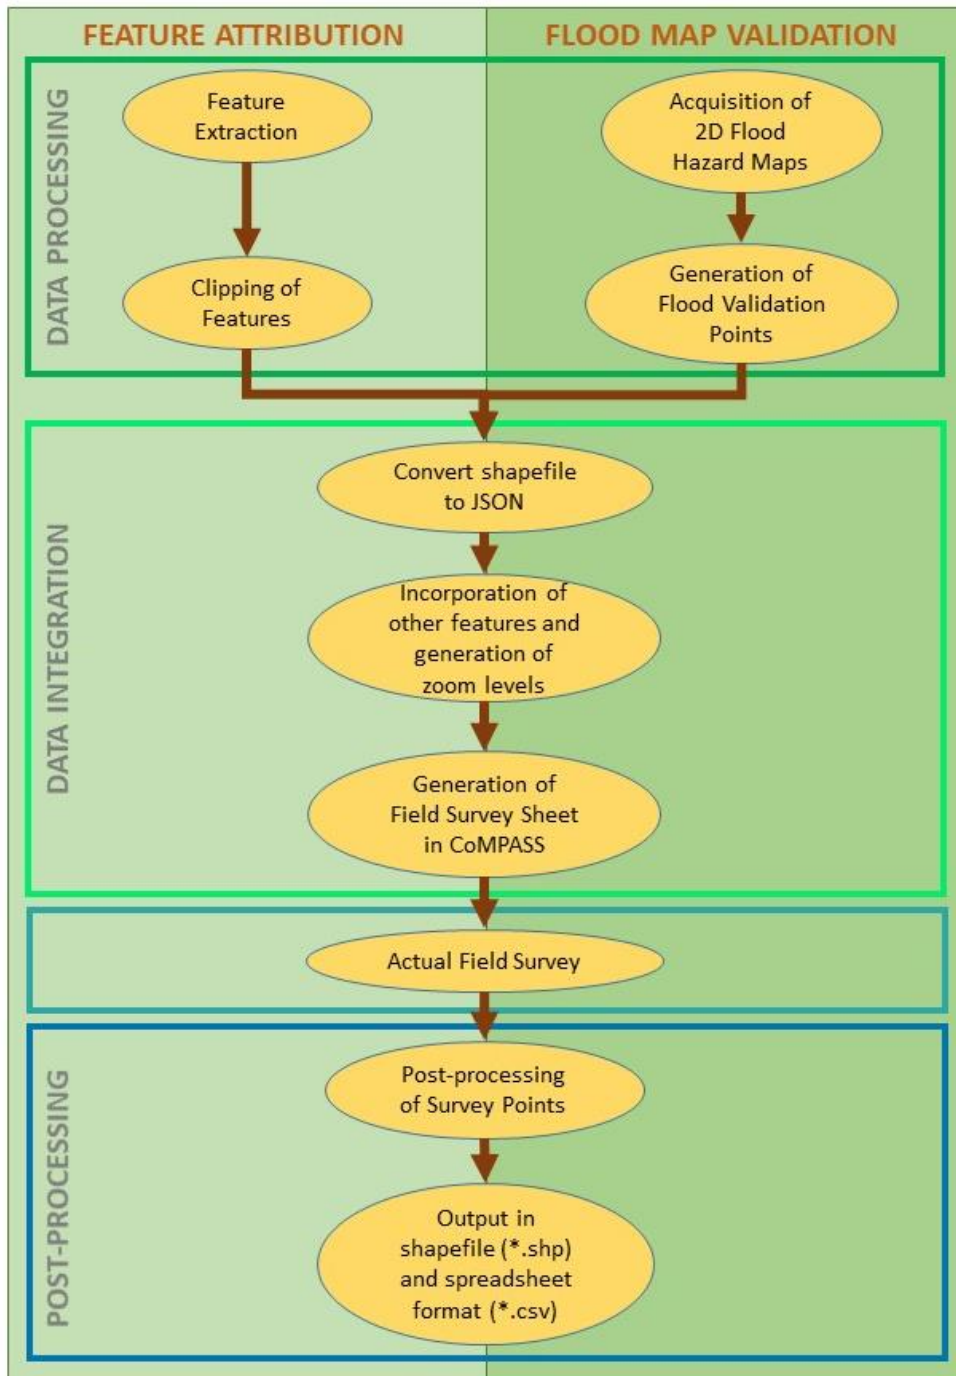 FEATURE ATTRIBUTION
FLOOD MAP VALIDATION
DATA PROCESSING
Feature
Extraction
Clipping of
Features
Acquisition of
2D Flood
Hazard Maps
Generation of
Flood Validation
Points
DATA INTEGRATION
Convert shapefile
to JSON
Incorporation of
other features and
generation of
zoom levels
Generation of
Field Survey Sheet
in CoMPASS
Actual Field Survey
POST-PROCESSING
Post-processing
of Survey Points
Output in
shapefile (*.shp)
and spreadsheet
format (*.csv)